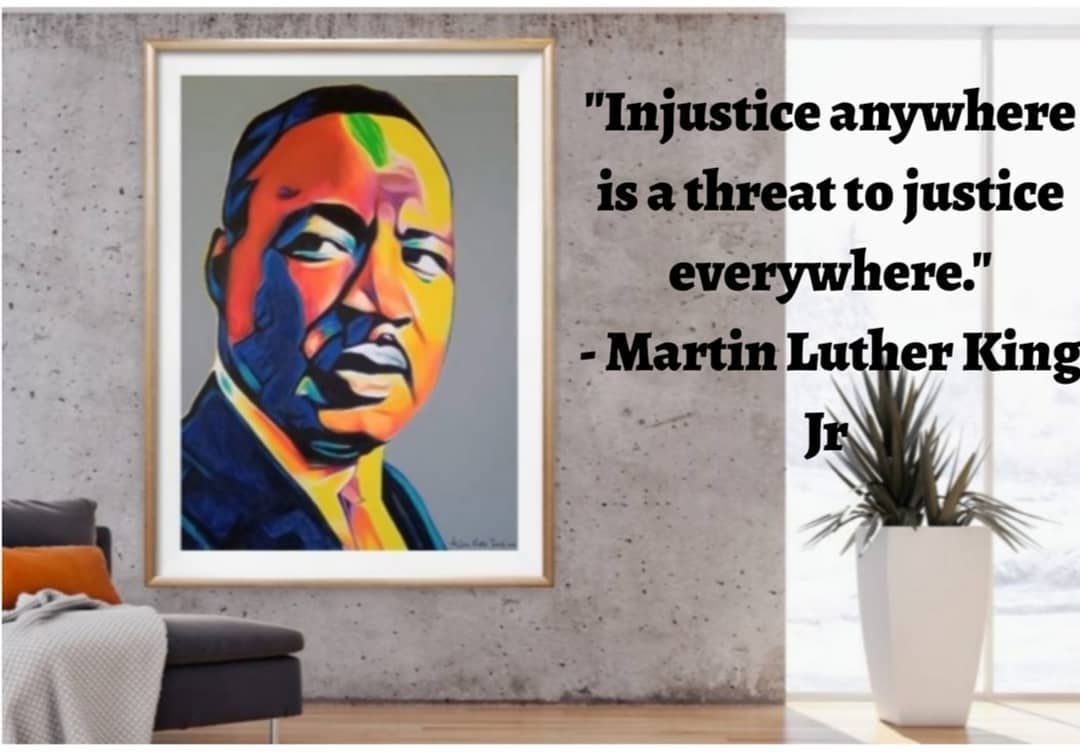 "Injustice anywhere
is a threat to justice
everywhere."
- Martin Luther King
Jr